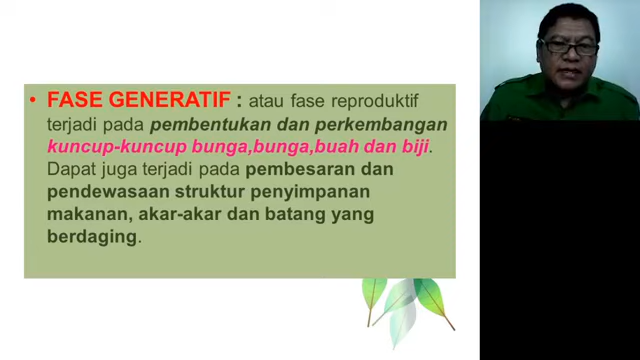 • FASE GENERATIF : atau fase reproduktif
terjadi pada pembentukan dan perkembangan
kuncup-kuncup bunga,bunga,buah dan biji.
Dapat juga terjadi pada pembesaran dan
pendewasaan struktur penyimpanan
makanan, akar-akar dan batang yang
berdaging.